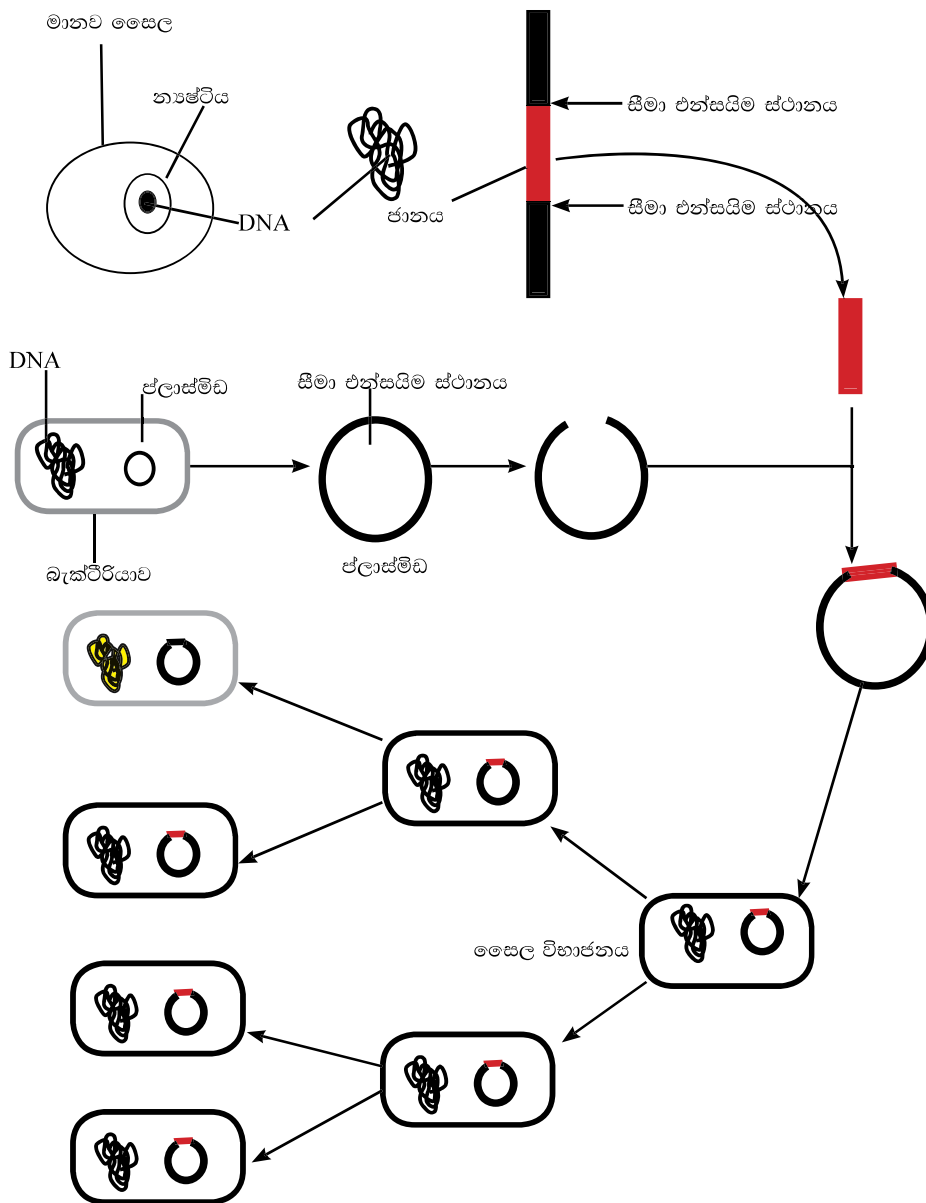 මානව සෛල
න්‍යෂ්ටිය
සීමා එන්සයිම ස්ථානය
DNA
ජානය
සීමා එන්සයිම ස්ථානය
DNA
ප්ලාස්මිඩ
සීමා එන්සයිම ස්ථානය
ප්ලාස්මිඩ
බැක්ටීරියාව
සෛල විභාජනය